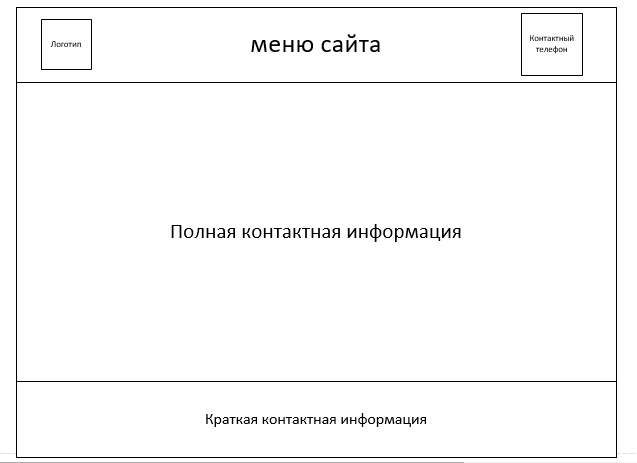 Логотип
меню сайта
Контактный
телефон
Полная контактная информация
Краткая контактная информация